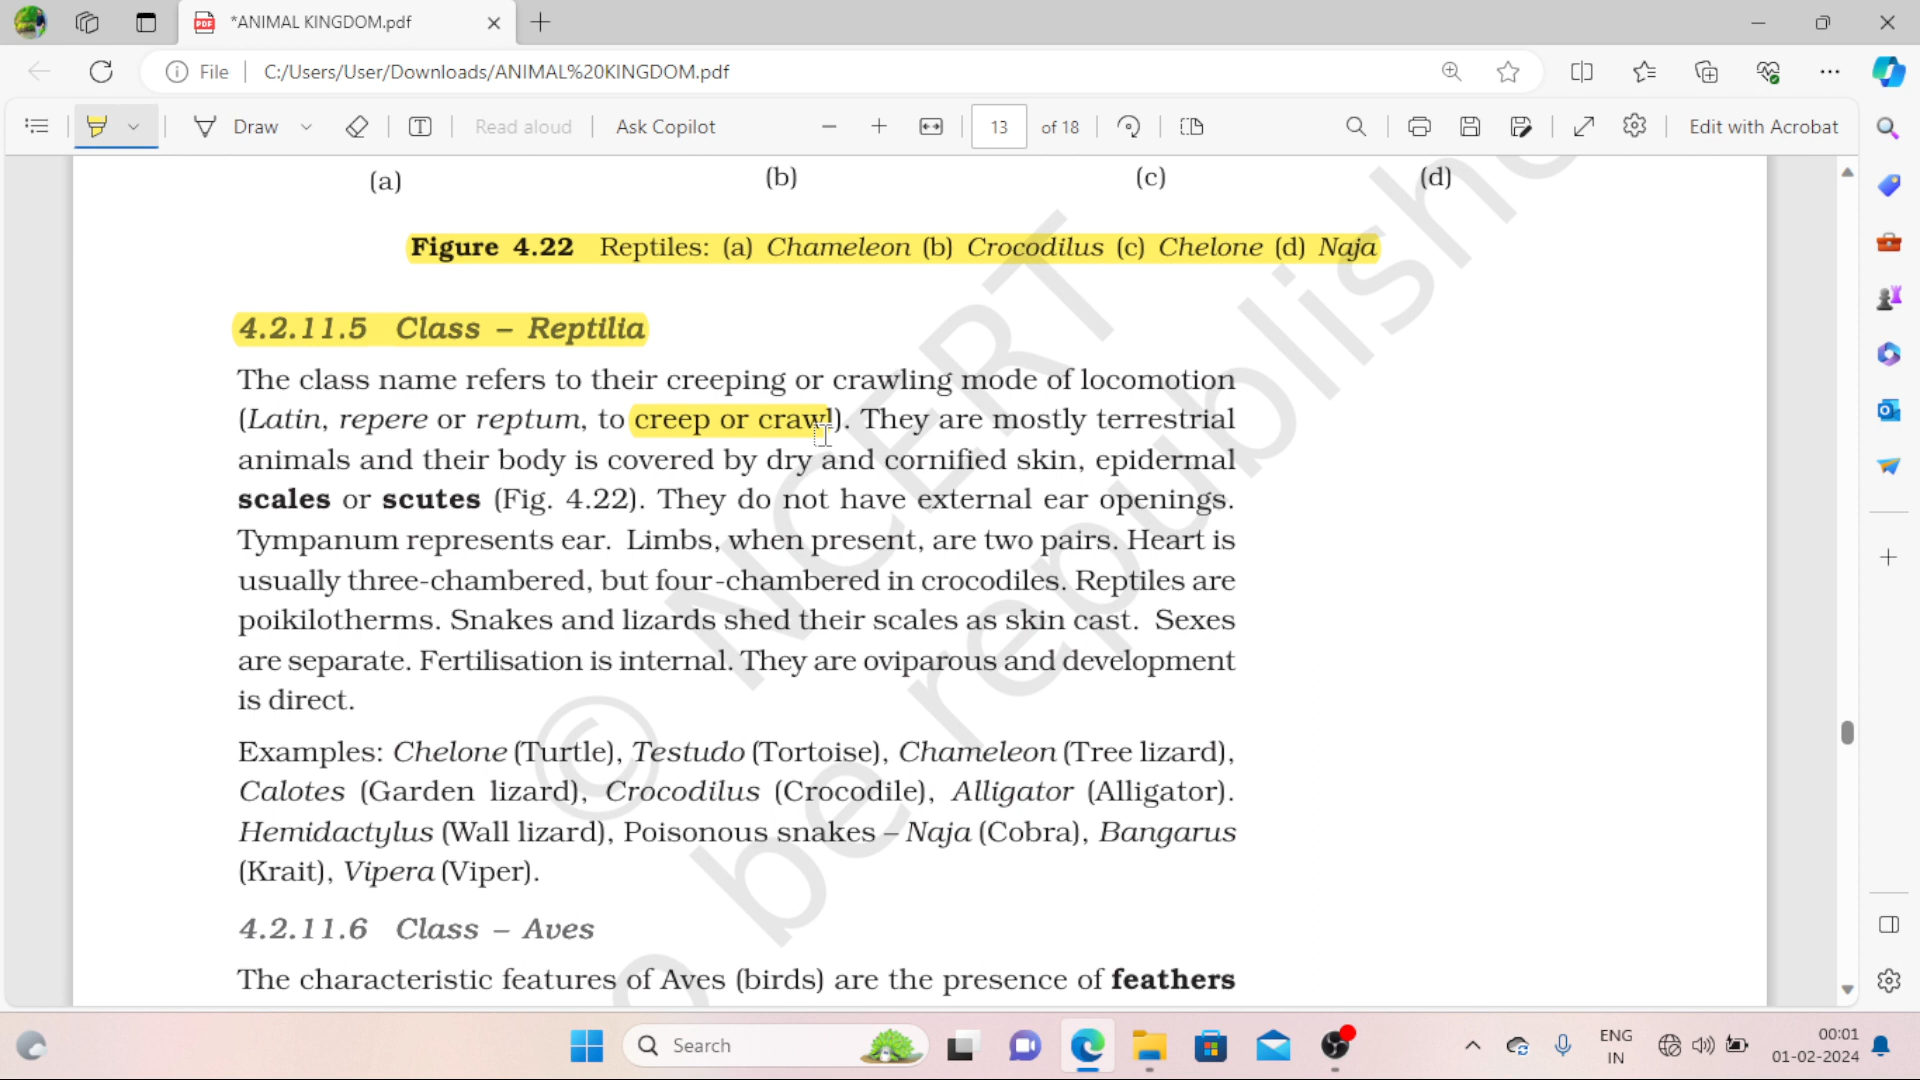 *ANIMAL KINGDOM.pdf
File C:/Users/User/Downloads/ANIMAL%20KINGDOM.pdf
Draw Read aloud Ask Copilot 13 of 18 Edit with Acrobat
(a) (b) (c) (d)
Figure 4.22 Reptiles: (a) Chameleon (b) Crocodilus (c) Chelone (d) Naja
4.2.11.5 Class – Reptilia
The class name refers to their creeping or crawling mode of locomotion
(Latin, repere or reptum, to creep or crawl). They are mostly terrestrial
animals and their body is covered by dry and cornified skin, epidermal
scales or scutes (Fig. 4.22). They do not have external ear openings.
Tympanum represents ear. Limbs, when present, are two pairs. Heart is
usually three-chambered, but four-chambered in crocodiles. Reptiles are
poikilotherms. Snakes and lizards shed their scales as skin cast. Sexes
are separate. Fertilisation is internal. They are oviparous and development
is direct.
Examples: Chelone (Turtle), Testudo (Tortoise), Chameleon (Tree lizard),
Calotes (Garden lizard), Crocodilus (Crocodile), Alligator (Alligator).
Hemidactylus (Wall lizard), Poisonous snakes – Naja (Cobra), Bangarus
(Krait), Vipera (Viper).
4.2.11.6 Class – Aves
The characteristic features of Aves (birds) are the presence of feathers
© NCERT
be republishe
Search
ENG
IN
00:01
01-02-2024